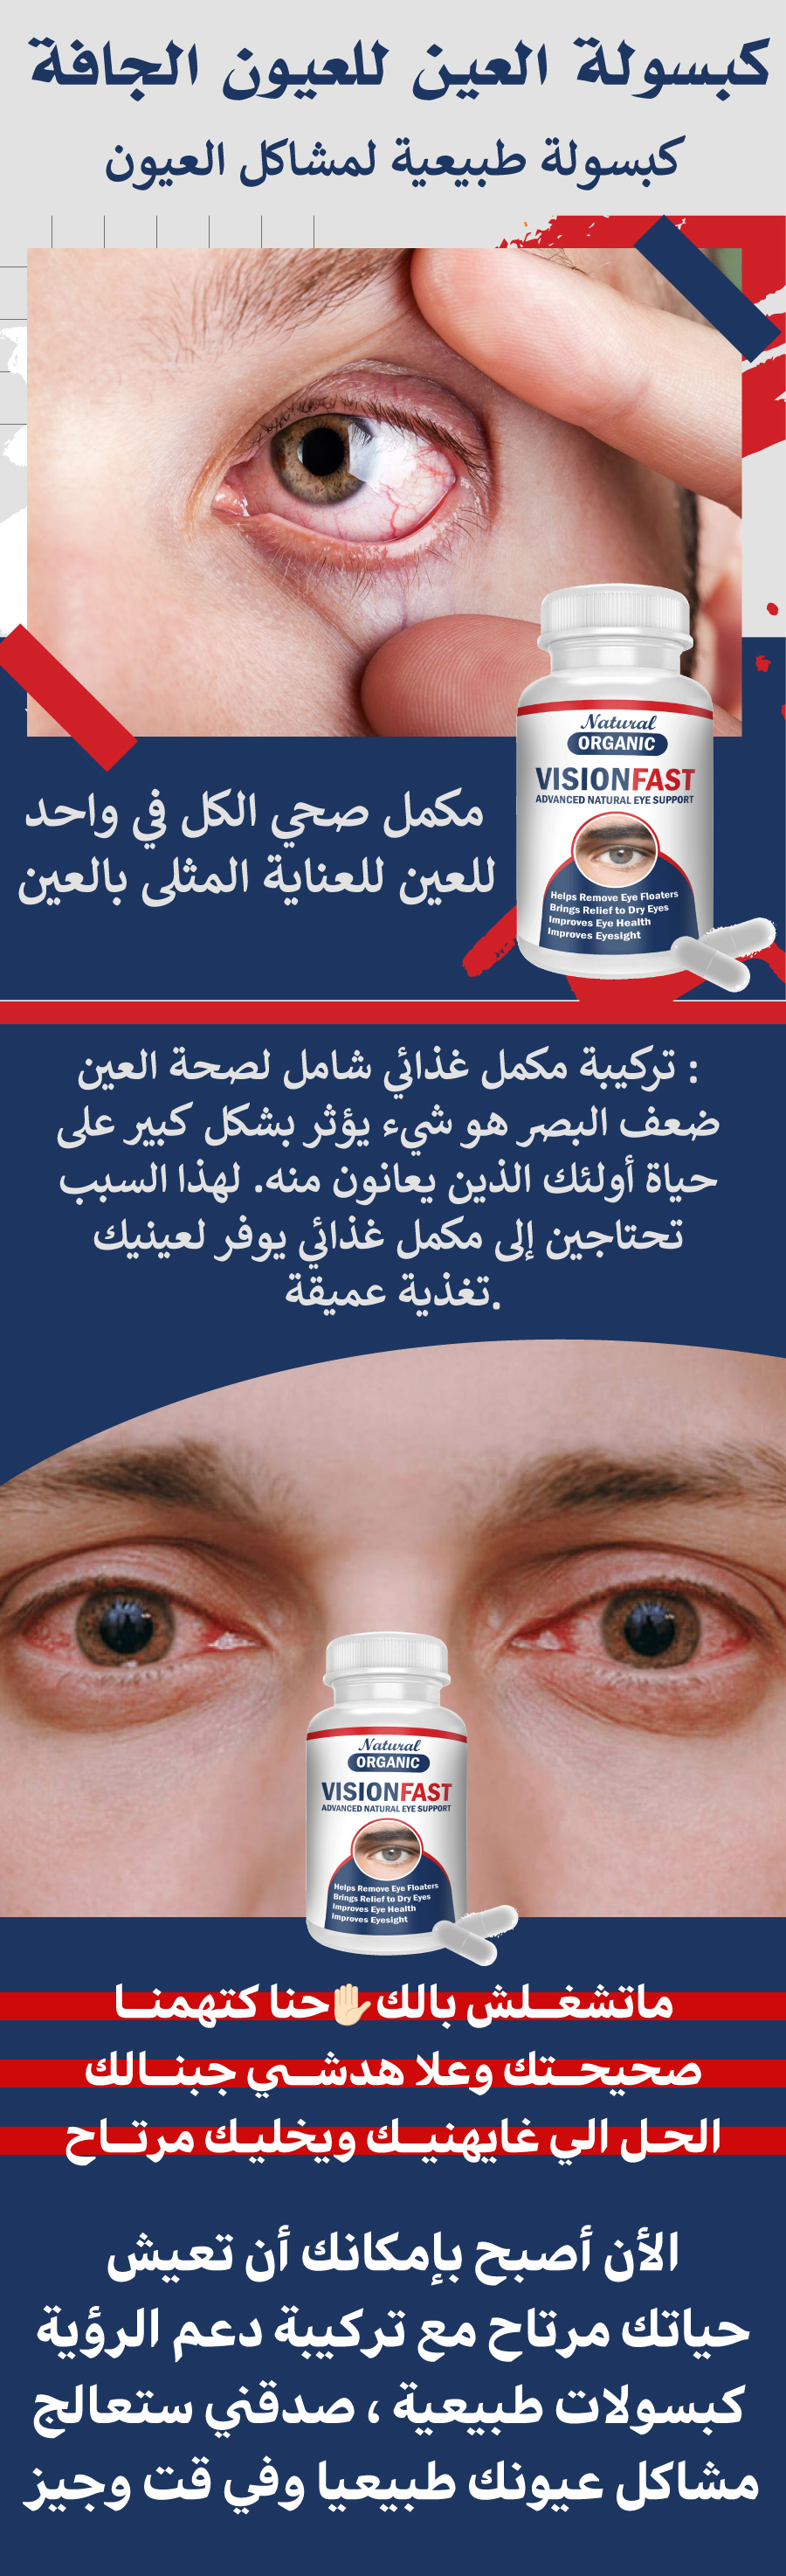 كبسولة العين للعيون الجافة
كبسولة طبيعية لمشاكل العيون
Natural
ORGANIC
VISIONFAST
ADVANCED NATURAL EYE SUPPORT
Helps Remove Eye Floaters
Brings Relief to Dry Eyes
Improves Eye Health
Improves Eyesight
مكمل صحي الكل في واحد
للعين للعناية المثلى بالعين
تركيبة مكمل غذائي شامل لصحة العين :
ضعف البصر هو شيء يؤثر بشكل كبير على
حياة أولئك الذين يعانون منه. لهذا السبب
تحتاجين إلى مكمل غذائي يوفر لعينيك
.تغذية عميقة
Natural
ORGANIC
VISIONFAST
ADVANCED NATURAL EYE SUPPORT
Helps Remove Eye Floaters
Brings Relief to Dry Eyes
Improves Eye Health
Improves Eyesight
ماتشغــلش بالك✋🏻حنا كتهمنــا
صحيحــتك وعلا هدشــي جبنــالك
الحـل الي غايهنيــك ويخليـك مرتــاح
الأن أصبح بإمكانك أن تعيش
حياتك مرتاح مع تركيبة دعم الرؤية
كبسولات طبيعية ، صدقني ستعالج
مشاكل عيونك طبيعيا وفي قت وجيز